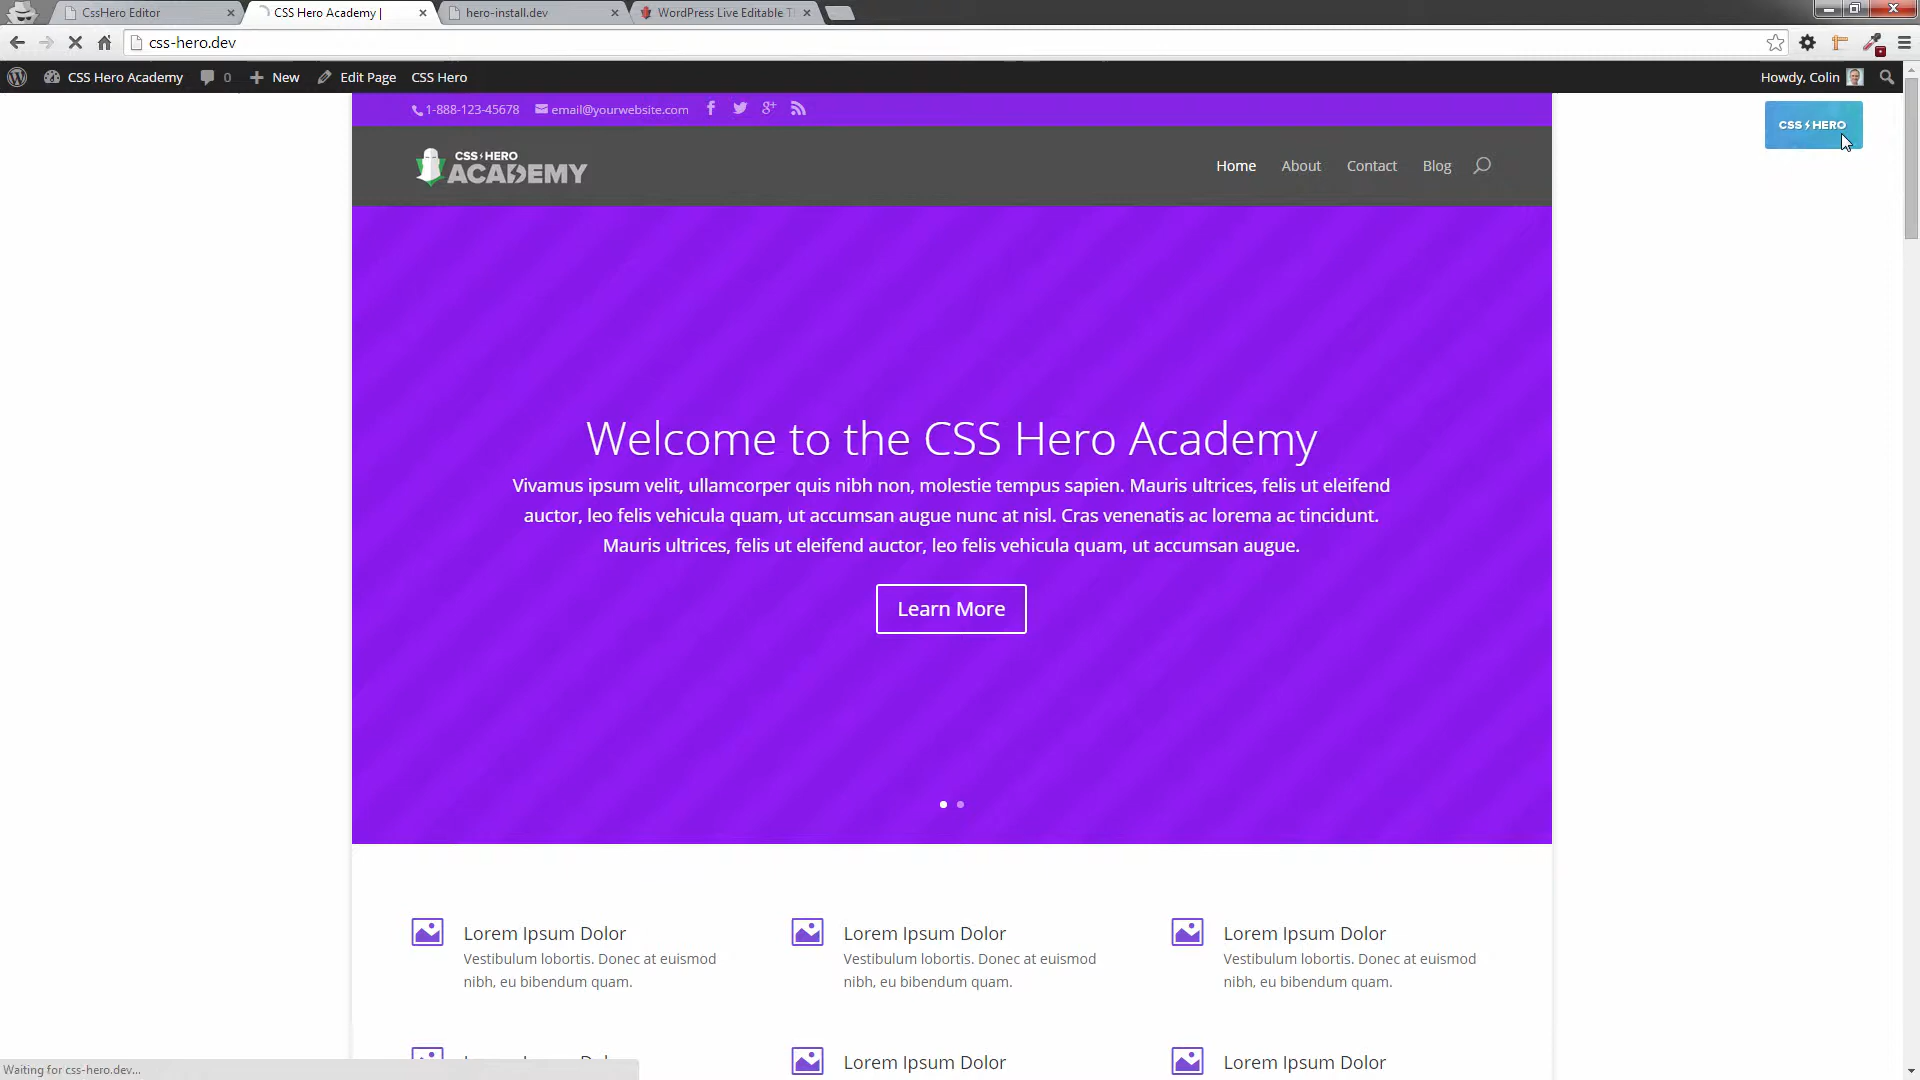 CssHero Editor
CSS Hero Academy |
hero-install.dev
WordPress Live Editable T
css-hero.dev
CSS Hero Academy
0
New
Edit Page
CSS Hero
Howdy, Colin
1-888-123-45678
email@yourwebsite.com
CSS HERO
CSS HERO
ACADEMY
Home
About
Contact
Blog
Welcome to the CSS Hero Academy
Vivamus ipsum velit, ullamcorper quis nibh non, molestie tempus sapien. Mauris ultrices, felis ut eleifend
auctor, leo felis vehicula quam, ut accumsan augue nunc at nisl. Cras venenatis ac lorema ac tincidunt.
Mauris ultrices, felis ut eleifend auctor, leo felis vehicula quam, ut accumsan augue.
Learn More
Lorem Ipsum Dolor
Vestibulum lobortis. Donec at euismod
nibh, eu bibendum quam.
Lorem Ipsum Dolor
Vestibulum lobortis. Donec at euismod
nibh, eu bibendum quam.
Lorem Ipsum Dolor
Vestibulum lobortis. Donec at euismod
nibh, eu bibendum quam.
Lorem Ipsum Dolor
Lorem Ipsum Dolor
Waiting for css-hero.dev...